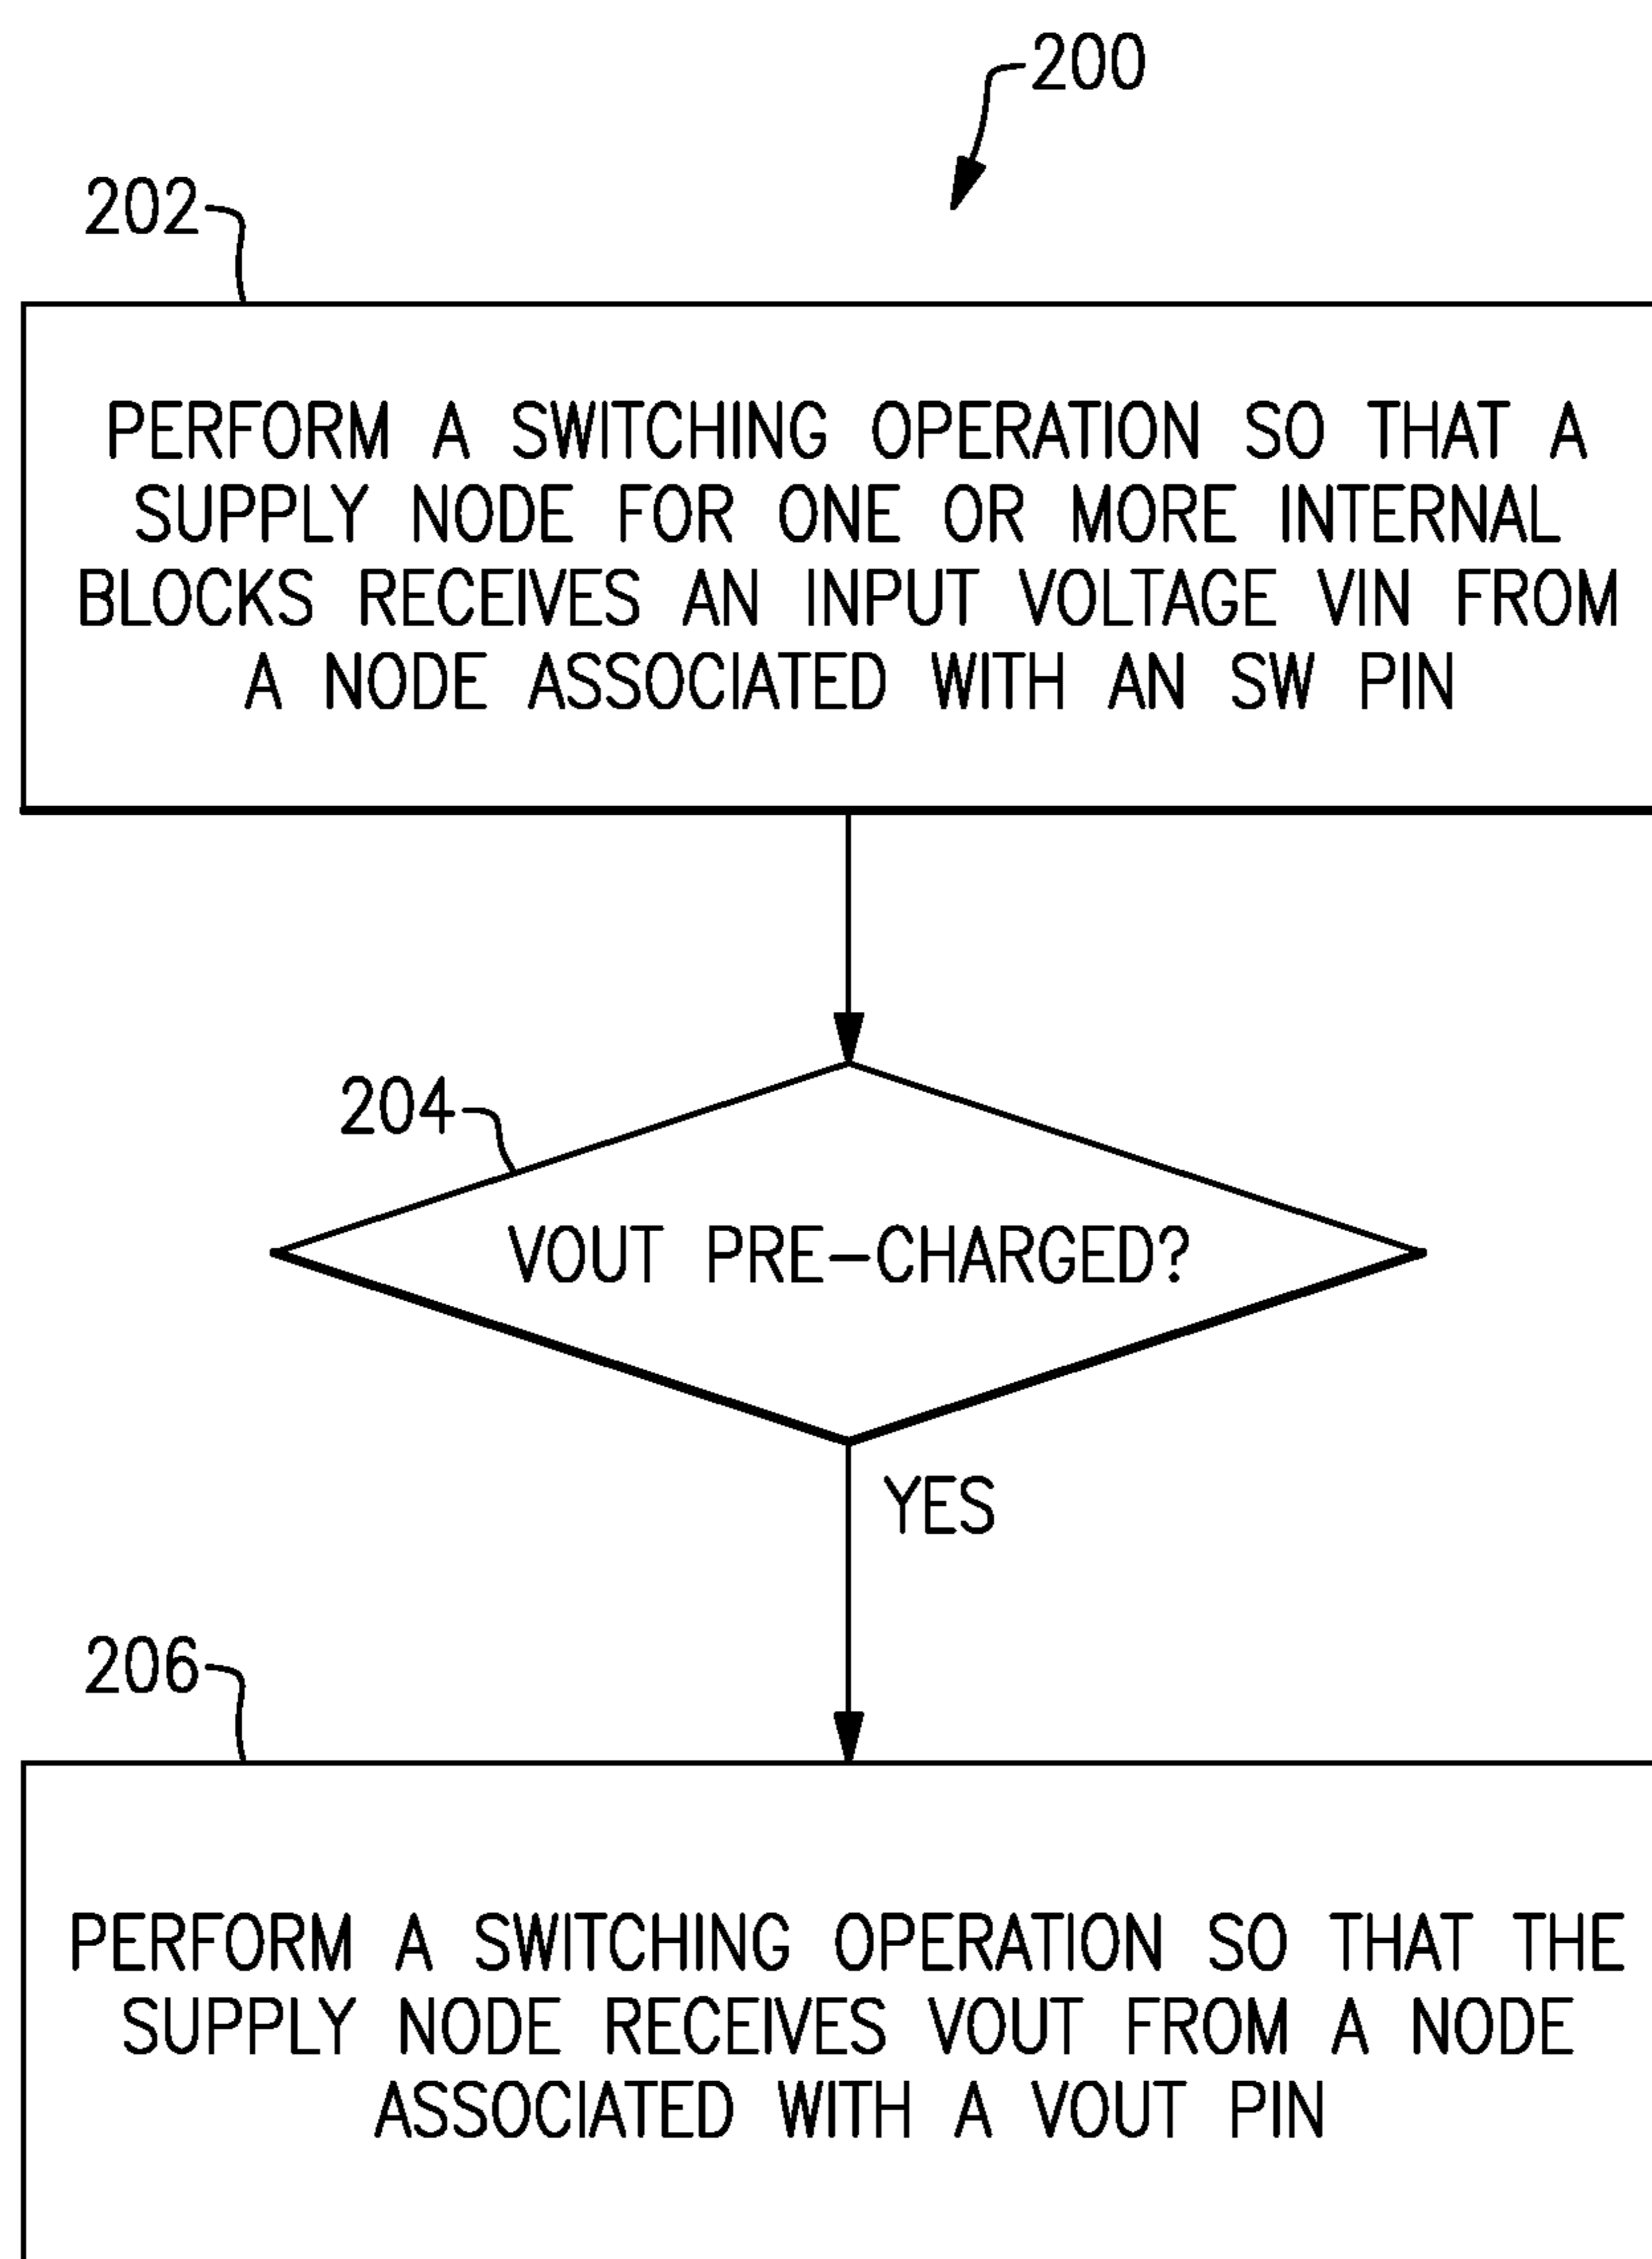 200
202
PERFORM A SWITCHING OPERATION SO THAT A
SUPPLY NODE FOR ONE OR MORE INTERNAL
BLOCKS RECEIVES AN INPUT VOLTAGE VIN FROM
A NODE ASSOCIATED WITH AN SW PIN
204
VOUT PRE-CHARGED?
YES
206
PERFORM A SWITCHING OPERATION SO THAT THE
SUPPLY NODE RECEIVES VOUT FROM A NODE
ASSOCIATED WITH A VOUT PIN